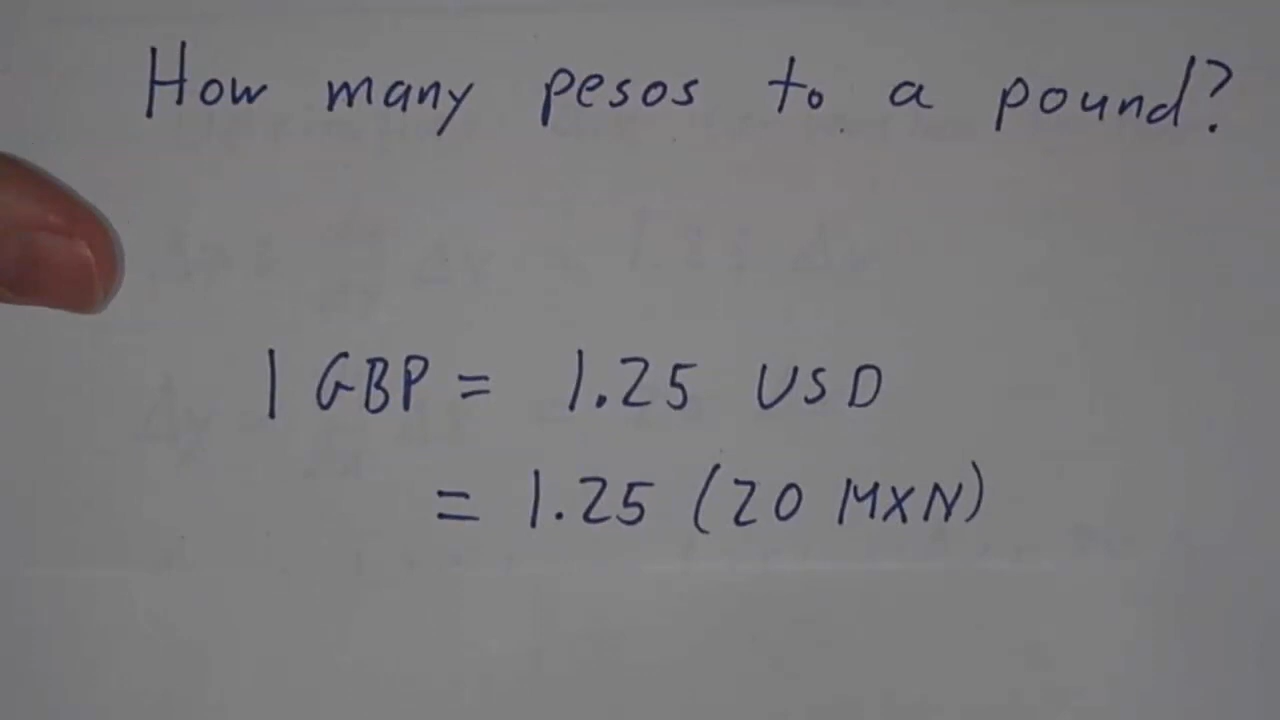 How many pesos to a pound?
1 GBP = 1.25 USD
= 1.25 (20 MXN)